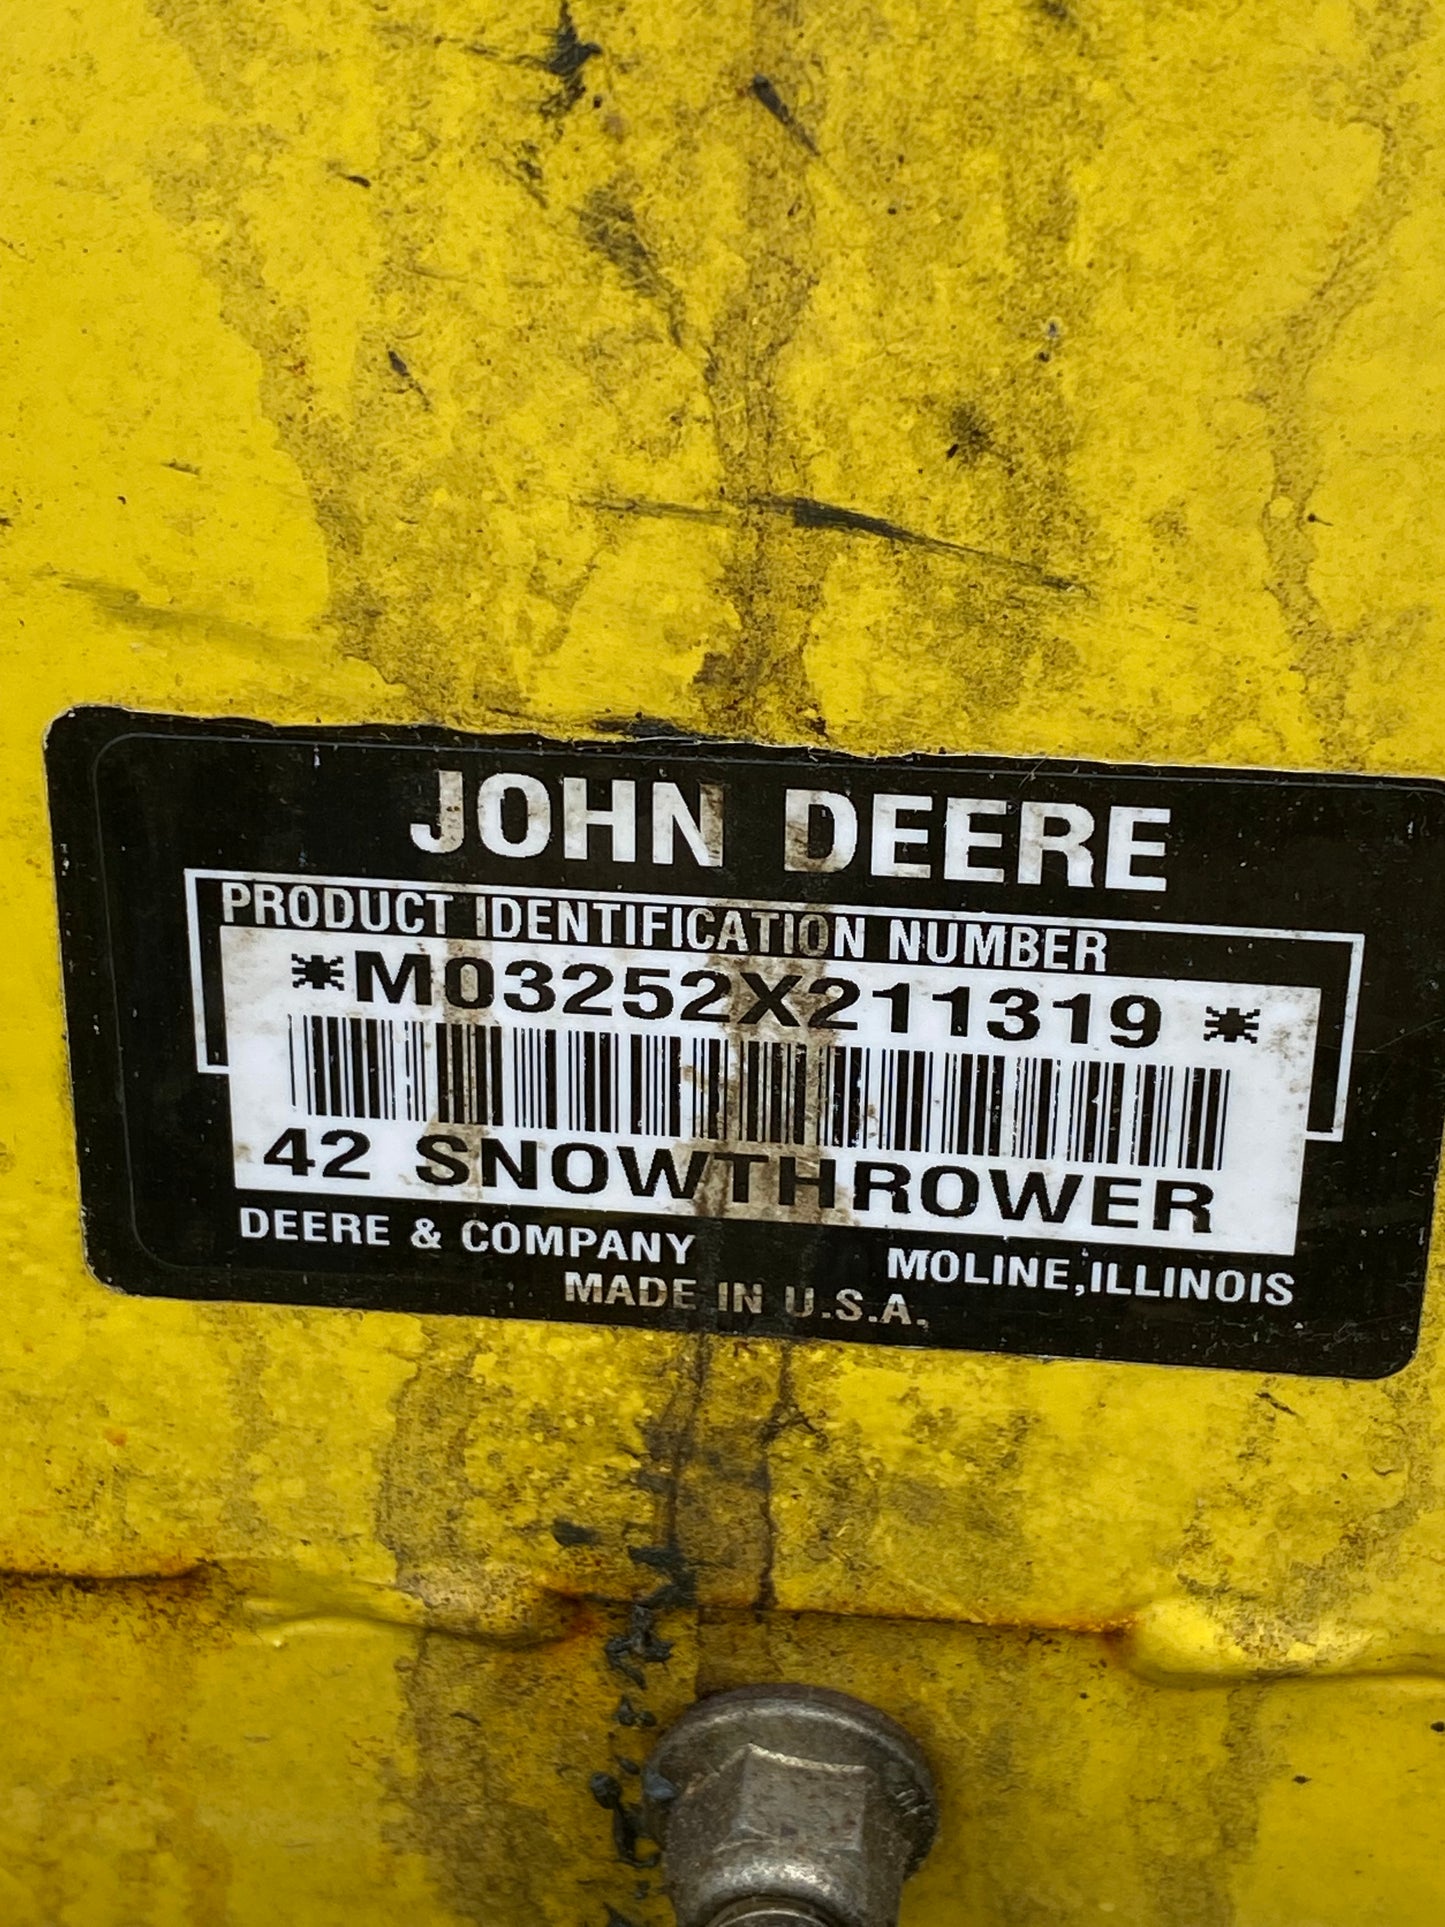 JOHN DEERE
PRODUCT IDENTIFICATION NUMBER
*M03252X211319 *
42 SNOWTHROWER
DEERE & COMPANY MOLINE, ILLINOIS
MADE IN U.S.A.